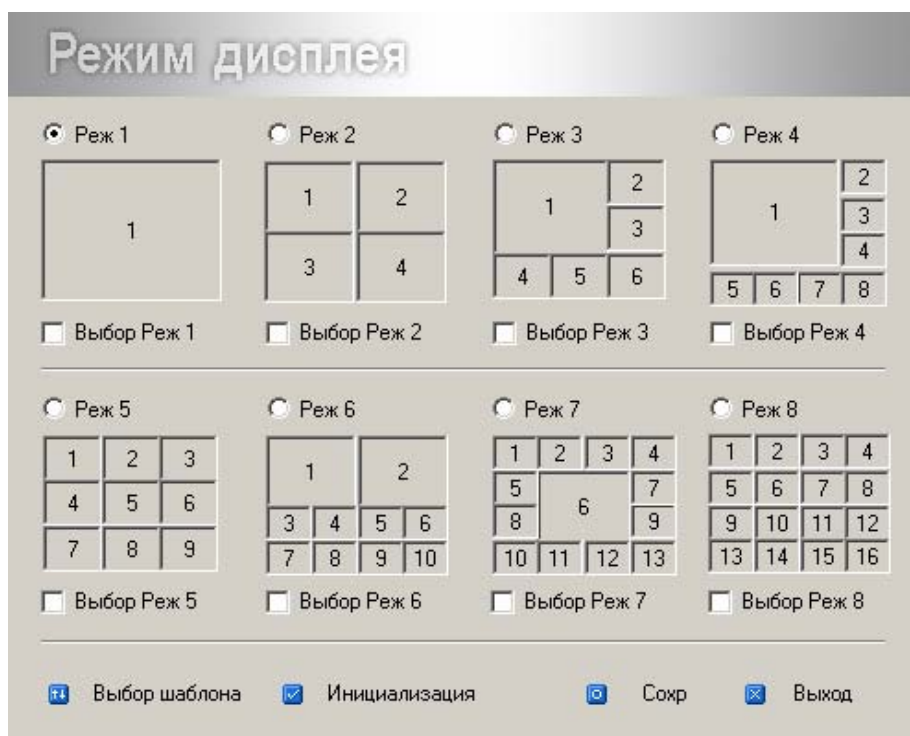 Режим дисплея
Реж 1 Реж 2 Реж 3 Реж 4
1 1 2 3 4 1 2 3 4 5 6 1 2 3 4 5 6 7 8
Выбор Реж 1 Выбор Реж 2 Выбор Реж 3 Выбор Реж 4
Реж 5 Реж 6 Реж 7 Реж 8
1 2 3 1 2 1 2 3 4 1 2 3 4
4 5 6 3 4 5 6 5 6 7 5 6 7 8
7 8 9 7 8 9 10 8 9 9 10 11 12
10 11 12 13 13 14 15 16
Выбор Реж 5 Выбор Реж 6 Выбор Реж 7 Выбор Реж 8
Выбор шаблона Инициализация Сохр Выход